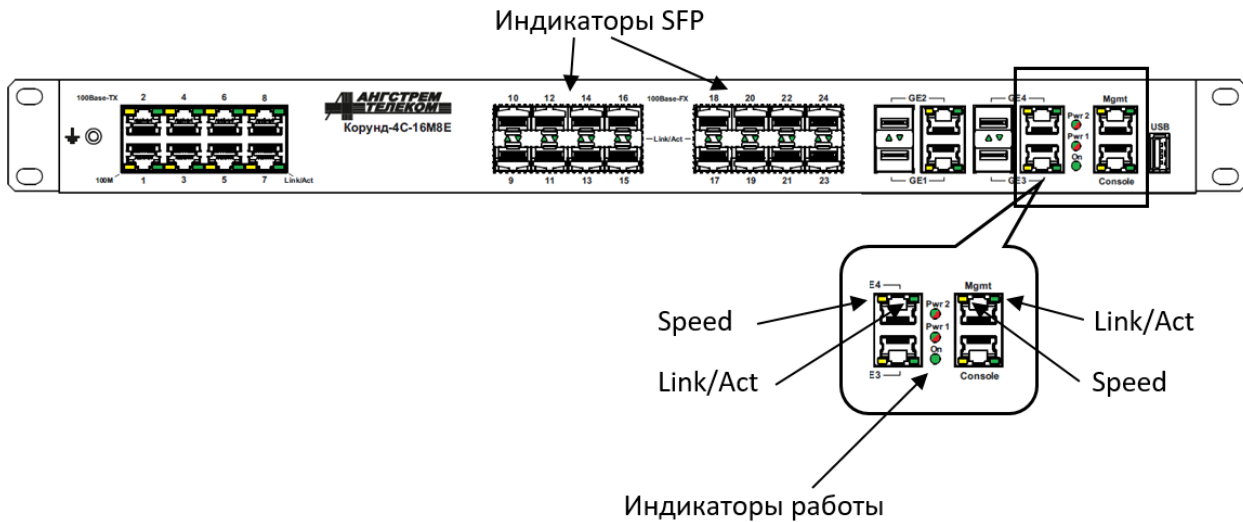 Индикаторы SFP
100Base-TX 2 4 6 8
АНГСТРЕМ
ТЕЛЕКОМ
Корунд-4С-16М8Е
10 12 14 16 100Base-FX 18 20 22 24
Link/Act
GE2 GE4 Mgmt
Pwr 2
Pwr 1
On
USB
100M 1 3 5 7 Link/Act
9 11 13 15 17 19 21 23
GE1 GE3 Console
E4 Mgmt
Pwr 2
Speed Link/Act
Pwr 1
On
Link/Act Speed
E3 Console
Индикаторы работы